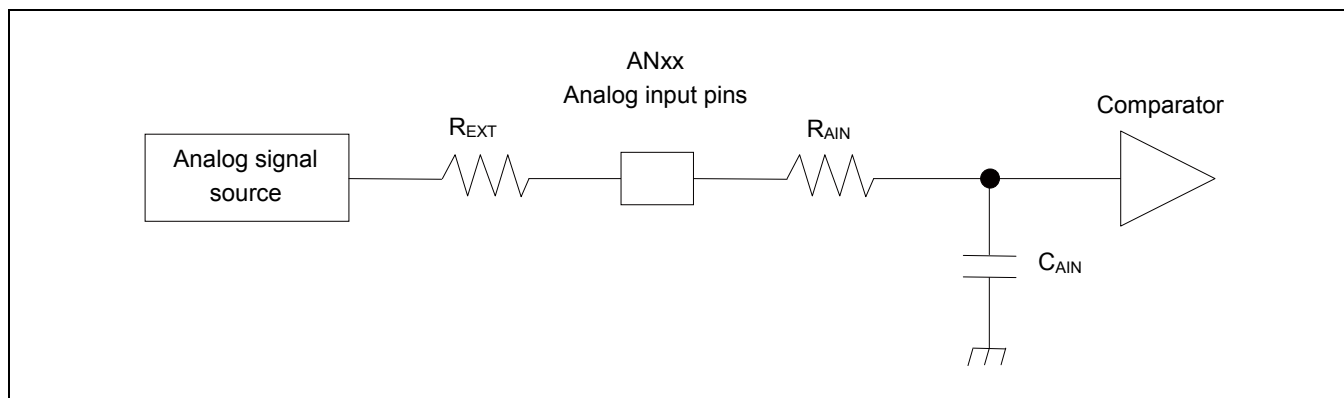 ANxx
Analog input pins
Comparator
REXT
RAIN
Analog signal
source
CAIN